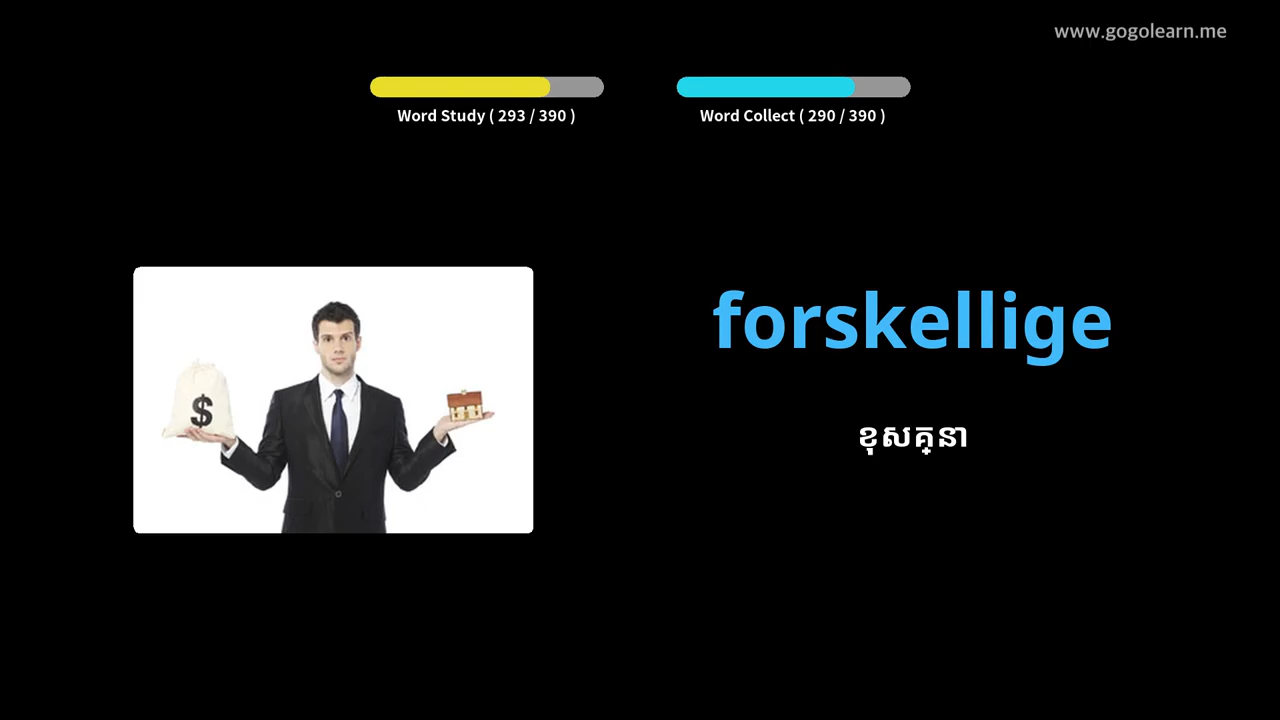 www.gogolearn.me
Word Study ( 293 / 390 )
Word Collect ( 290 / 390 )
forskellige
$
ខុសគ្នា